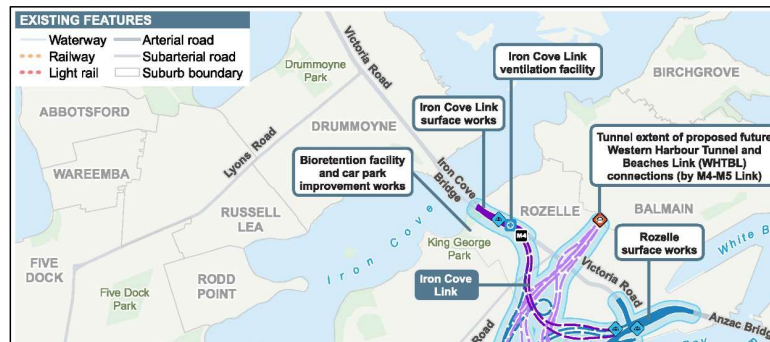 EXISTING FEATURES
Waterway
Arterial road
Railway
Subarterial road
Light rail
Suburb boundary
Drummoyne
Park
Victoria Road
Iron Cove Link
ventilation facility
BIRCHGROVE
ABBOTSFORD
Iron Cove Link
surface works
DRUMMOYNE
Tunnel extent of proposed future
Western Harbour Tunnel and
Beaches Link (WHTBL)
connections (by M4-M5 Link)
Lyons Road
WAREEMBA
Bioretention facility
and car park
improvement works
Iron Cove
Bridge
ROZELLE
BALMAIN
RUSSELL
LEA
King George
Park
Rozelle
surface works
White B
FIVE
DOCK
Five Dock
Park
RODD
POINT
Iron Cove
Iron Cove
Link
Victoria Road
Anzac Bridge
Road